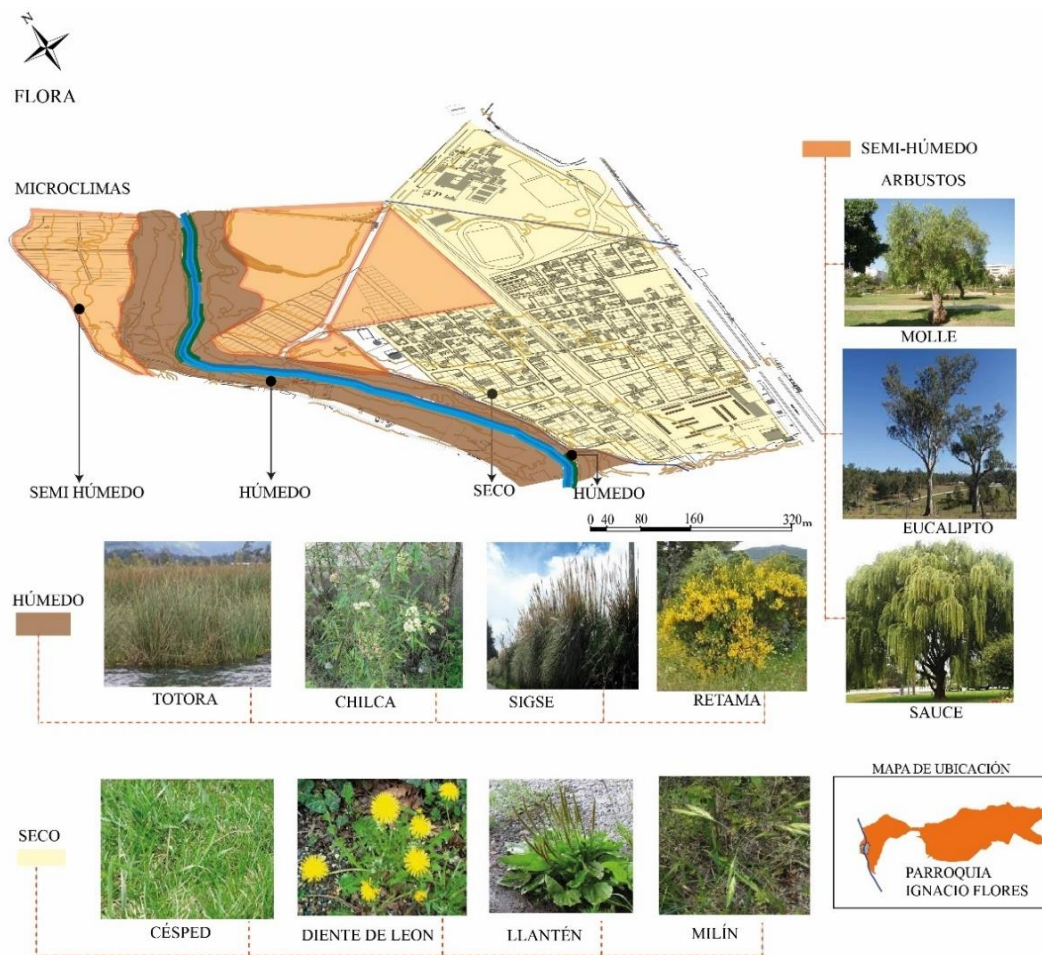 N
FLORA
MICROCLIMAS
SEMI HÚMEDO
HÚMEDO
SECO
HÚMEDO
0 40 80 160 320 m
SEMI-HÚMEDO
ARBUSTOS
MOLLE
EUCALIPTO
SAUCE
HÚMEDO
TOTORA
CHILCA
SIGSE
RETAMA
SECO
CÉSPED
DIENTE DE LEON
LLANTÉN
MILÍN
MAPA DE UBICACIÓN
PARROQUIA
IGNACIO FLORES